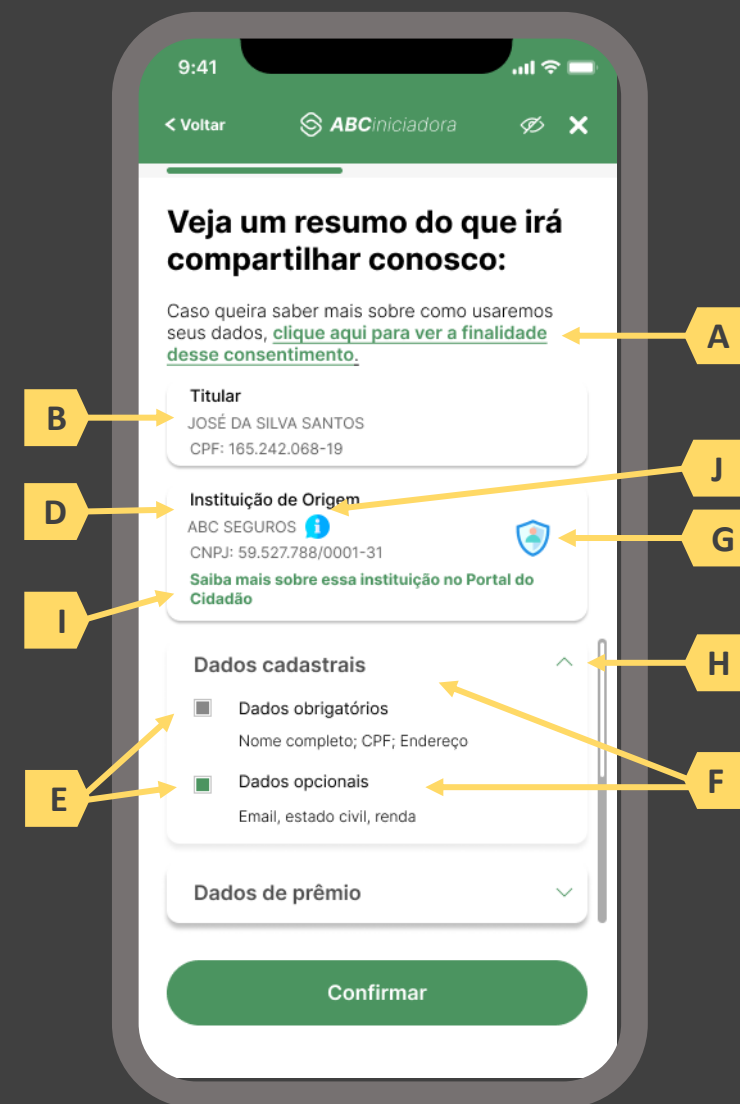 9:41
< Voltar
ABCiniciadora
Veja um resumo do que irá
compartilhar conosco:
Caso queira saber mais sobre como usaremos
seus dados, clique aqui para ver a finalidade
desse consentimento.
A
Titular
JOSÉ DA SILVA SANTOS
CPF: 165.242.068-19
B
Instituição de Origem
ABC SEGUROS i
CNPJ: 59.527.788/0001-31
Saiba mais sobre essa instituição no Portal do
Cidadão
J
D
G
I
Dados cadastrais
H
Dados obrigatórios
Nome completo; CPF; Endereço
Dados opcionais
Email, estado civil, renda
E
F
Dados de prêmio
Confirmar